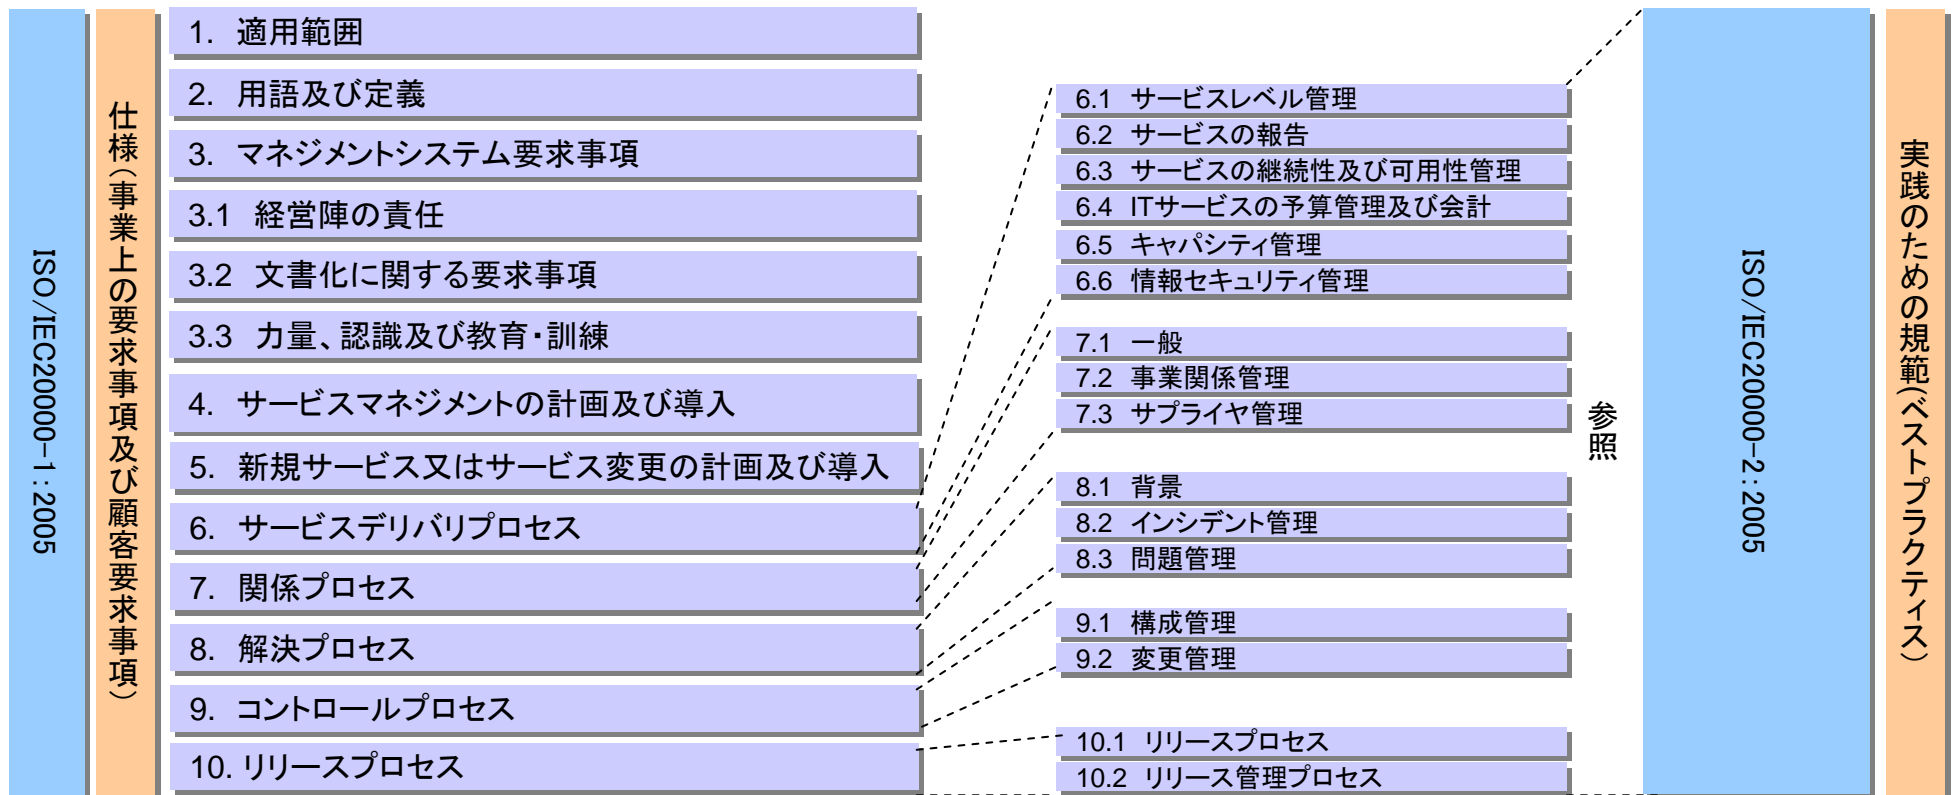 ISO/IEC20000-1:2005
仕様(事業上の要求事項及び顧客要求事項)
1. 適用範囲
2. 用語及び定義
3. マネジメントシステム要求事項
3.1 経営陣の責任
3.2 文書化に関する要求事項
3.3 力量、認識及び教育・訓練
4. サービスマネジメントの計画及び導入
5. 新規サービス又はサービス変更の計画及び導入
6. サービスデリバリプロセス
7. 関係プロセス
8. 解決プロセス
9. コントロールプロセス
10. リリースプロセス
6.1 サービスレベル管理
6.2 サービスの報告
6.3 サービスの継続性及び可用性管理
6.4 ITサービスの予算管理及び会計
6.5 キャパシティ管理
6.6 情報セキュリティ管理
7.1 一般
7.2 事業関係管理
7.3 サプライヤ管理
8.1 背景
8.2 インシデント管理
8.3 問題管理
9.1 構成管理
9.2 変更管理
10.1 リリースプロセス
10.2 リリース管理プロセス
参照
ISO/IEC20000-2:2005
実践のための規範(ベストプラクティス)